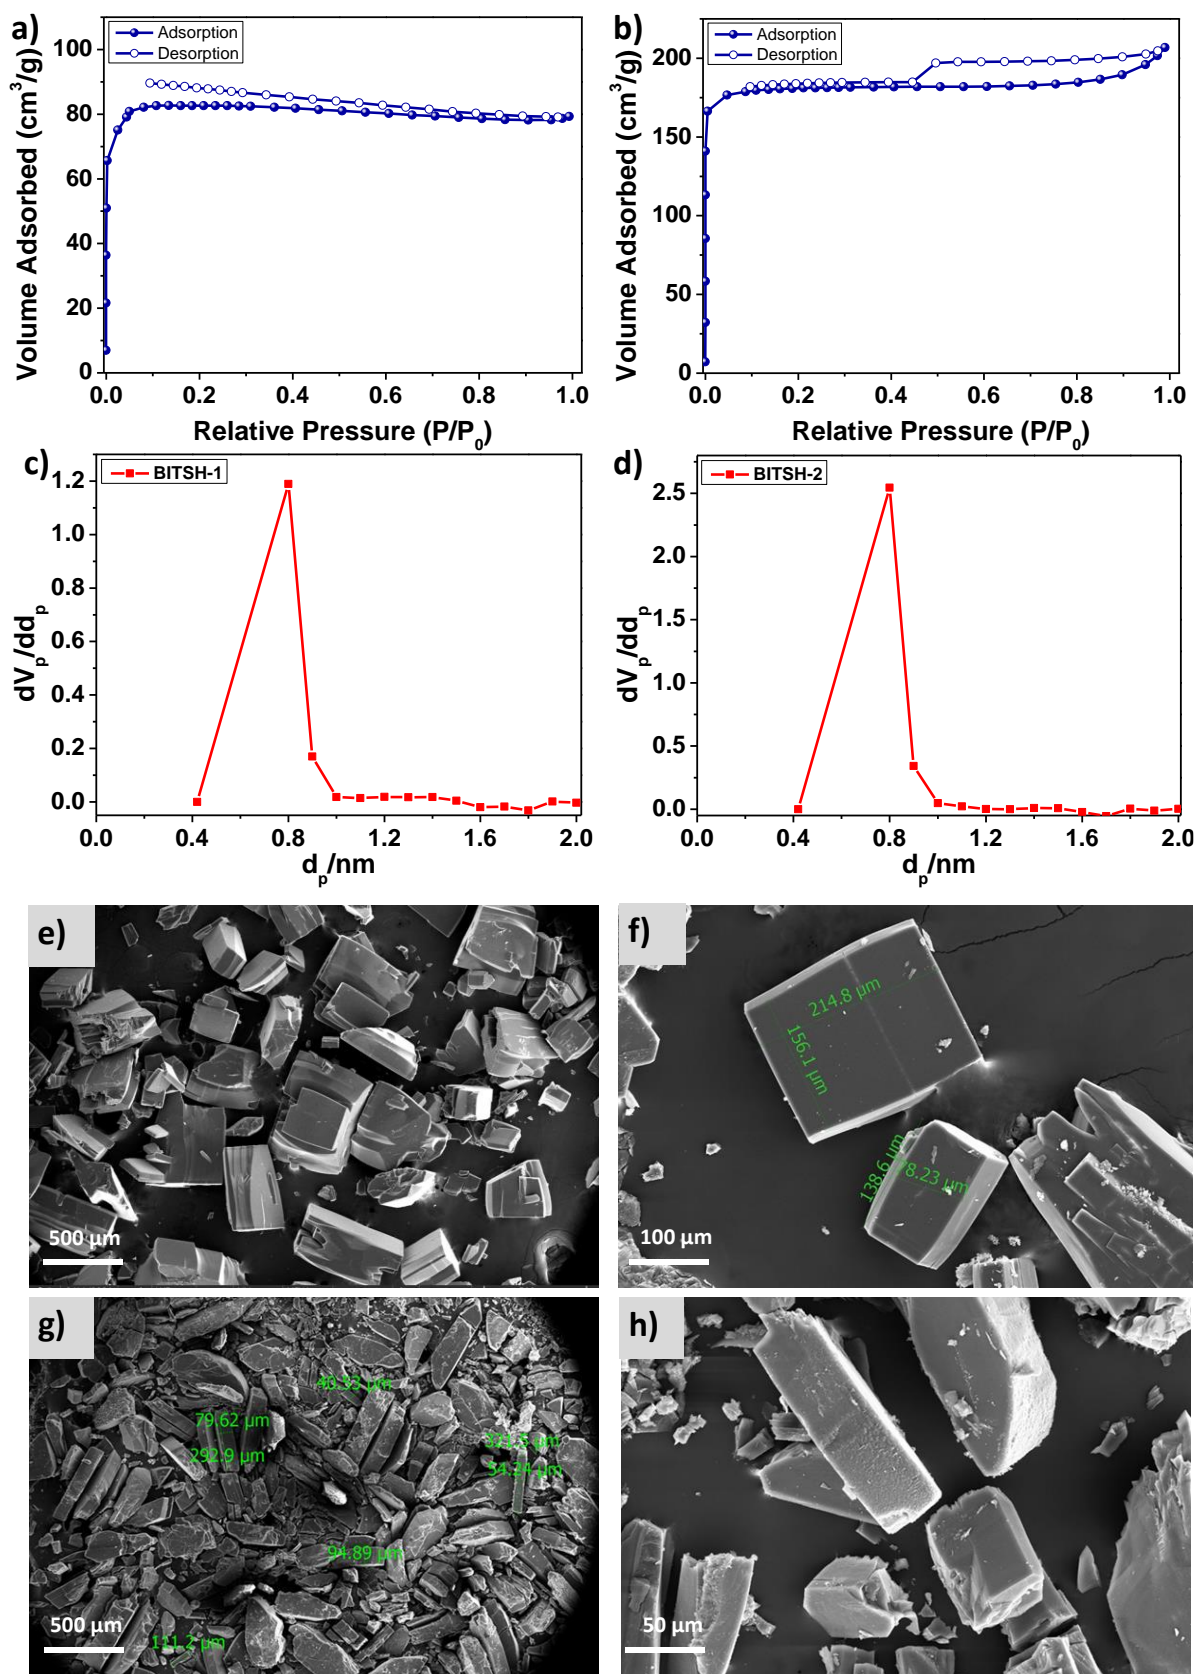 a)
Adsorption
Desorption
Volume Adsorbed (cm³/g)
100
80
60
40
20
0
0.0 0.2 0.4 0.6 0.8 1.0
Relative Pressure (P/P₀)
b)
Adsorption
Desorption
Volume Adsorbed (cm³/g)
200
150
100
50
0
0.0 0.2 0.4 0.6 0.8 1.0
Relative Pressure (P/P₀)
c)
BITSH-1
dVₚ/ddₚ
1.2
1.0
0.8
0.6
0.4
0.2
0.0
0.0 0.4 0.8 1.2 1.6 2.0
dₚ/nm
d)
BITSH-2
dVₚ/ddₚ
2.5
2.0
1.5
1.0
0.5
0.0
0.0 0.4 0.8 1.2 1.6 2.0
dₚ/nm
e)
500 µm
f)
214.8 µm
156.1 µm
138.6 µm
78.23 µm
100 µm
g)
40.53 µm
79.62 µm
292.9 µm
321.5 µm
54.24 µm
94.89 µm
111.2 µm
500 µm
h)
50 µm